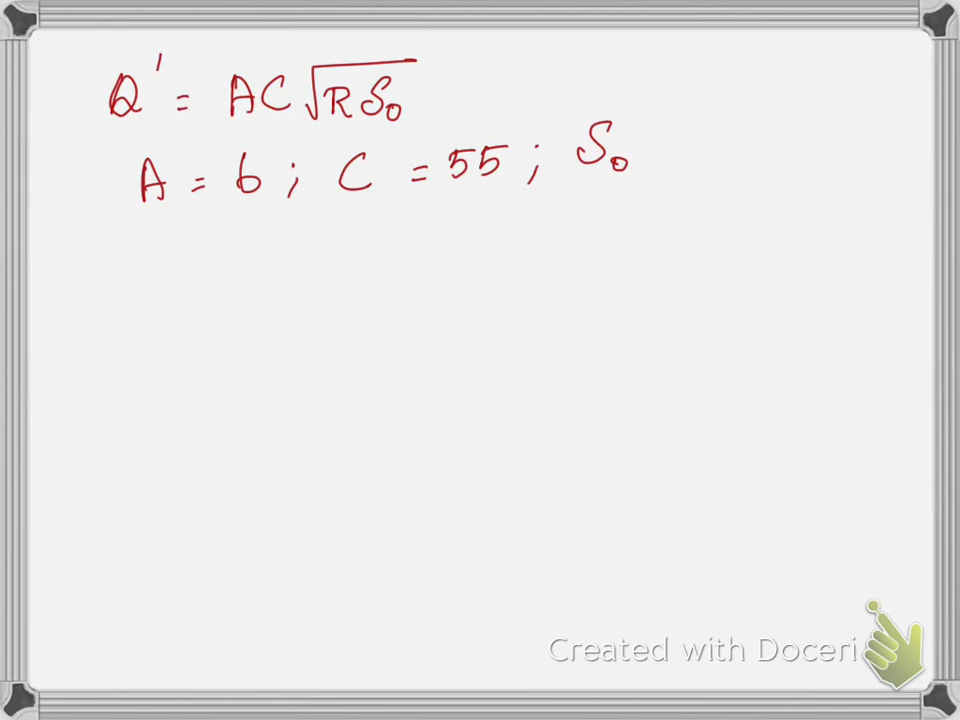 Q' = AC√RS₀
A = 6 ; C = 55 ; S₀
Created with Doceri